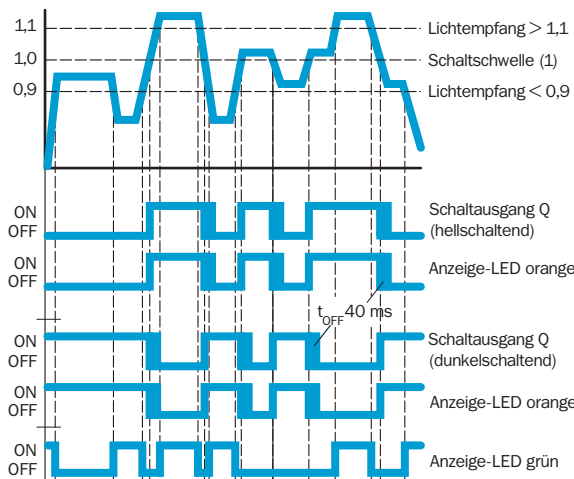 1,1
Lichtempfang > 1,1
1,0
Schaltschwelle (1)
0,9
Lichtempfang < 0,9
ON
OFF
Schaltausgang Q
(hellschaltend)
ON
OFF
Anzeige-LED orange
tOFF 40 ms
ON
OFF
Schaltausgang Q
(dunkelschaltend)
ON
OFF
Anzeige-LED orange
ON
OFF
Anzeige-LED grün